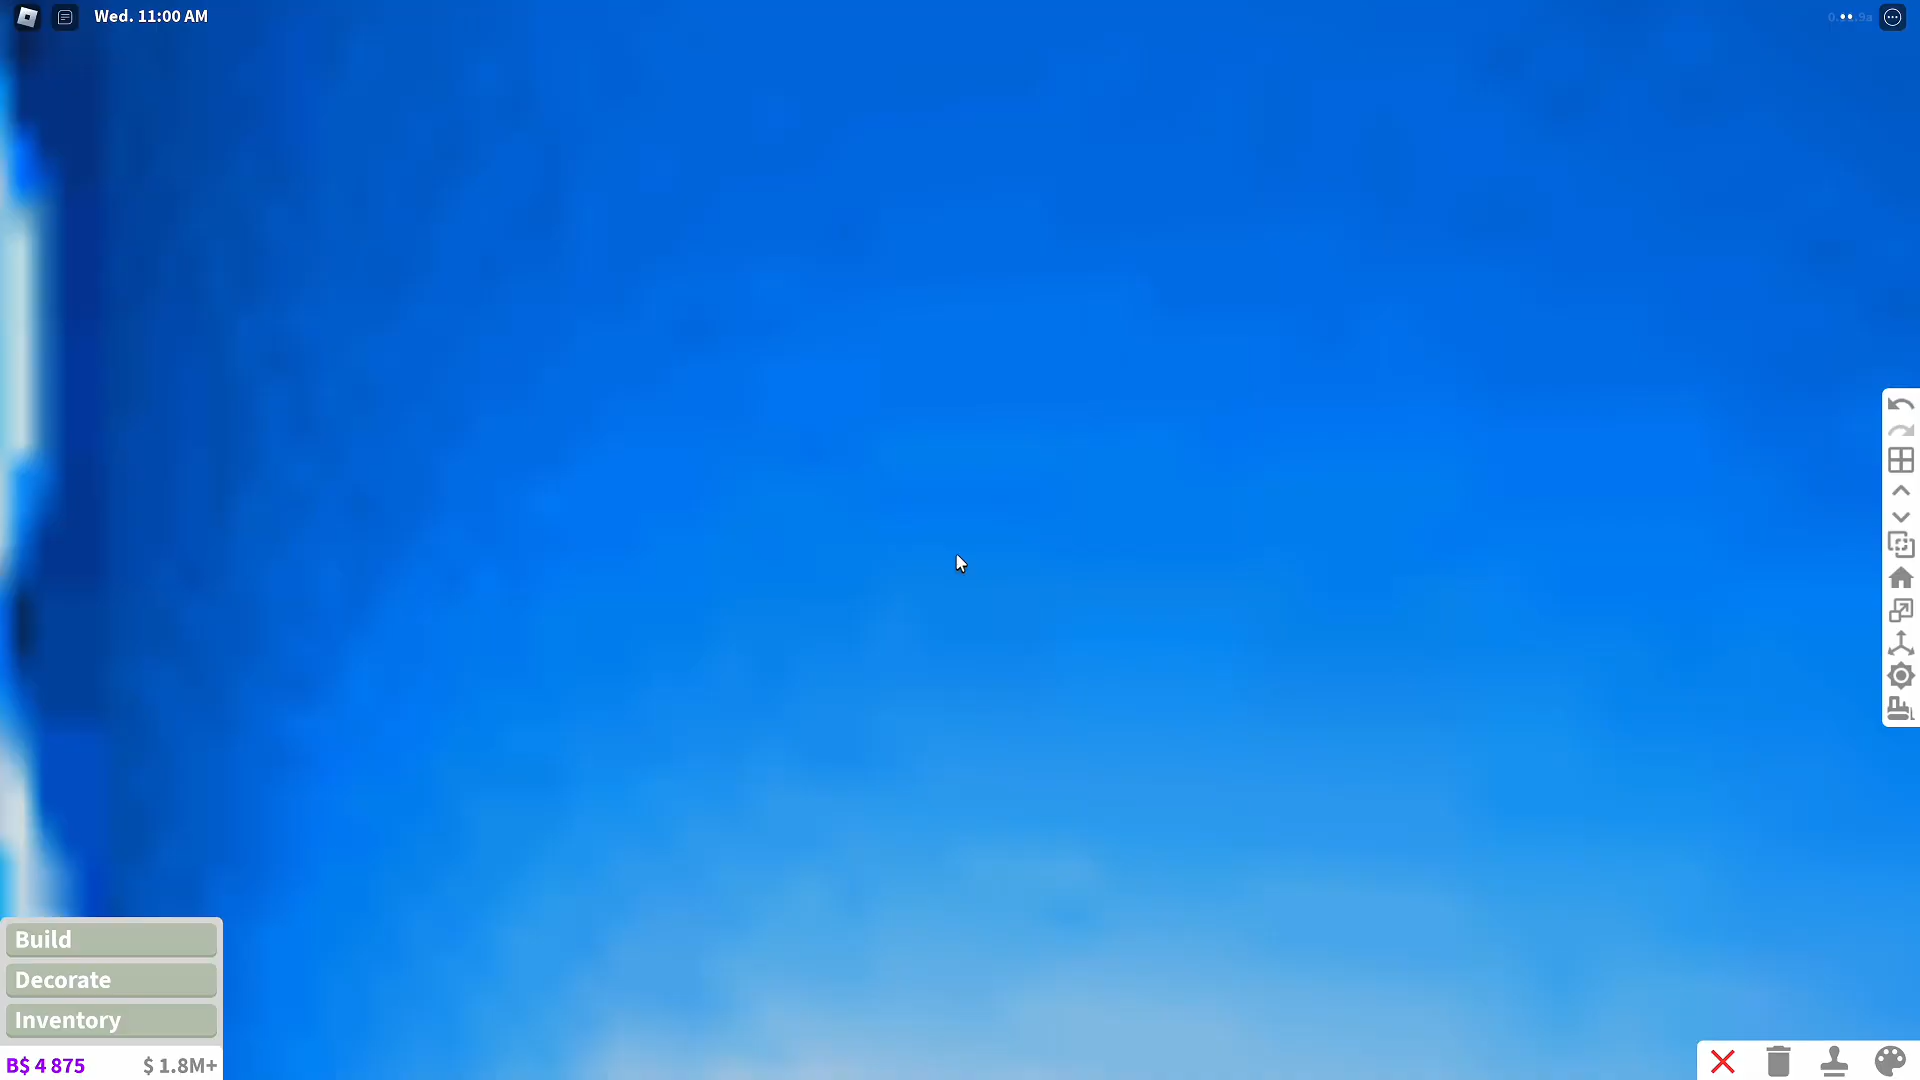 Wed. 11:00 AM
Build
Decorate
Inventory
B$ 4 875
$ 1.8M+